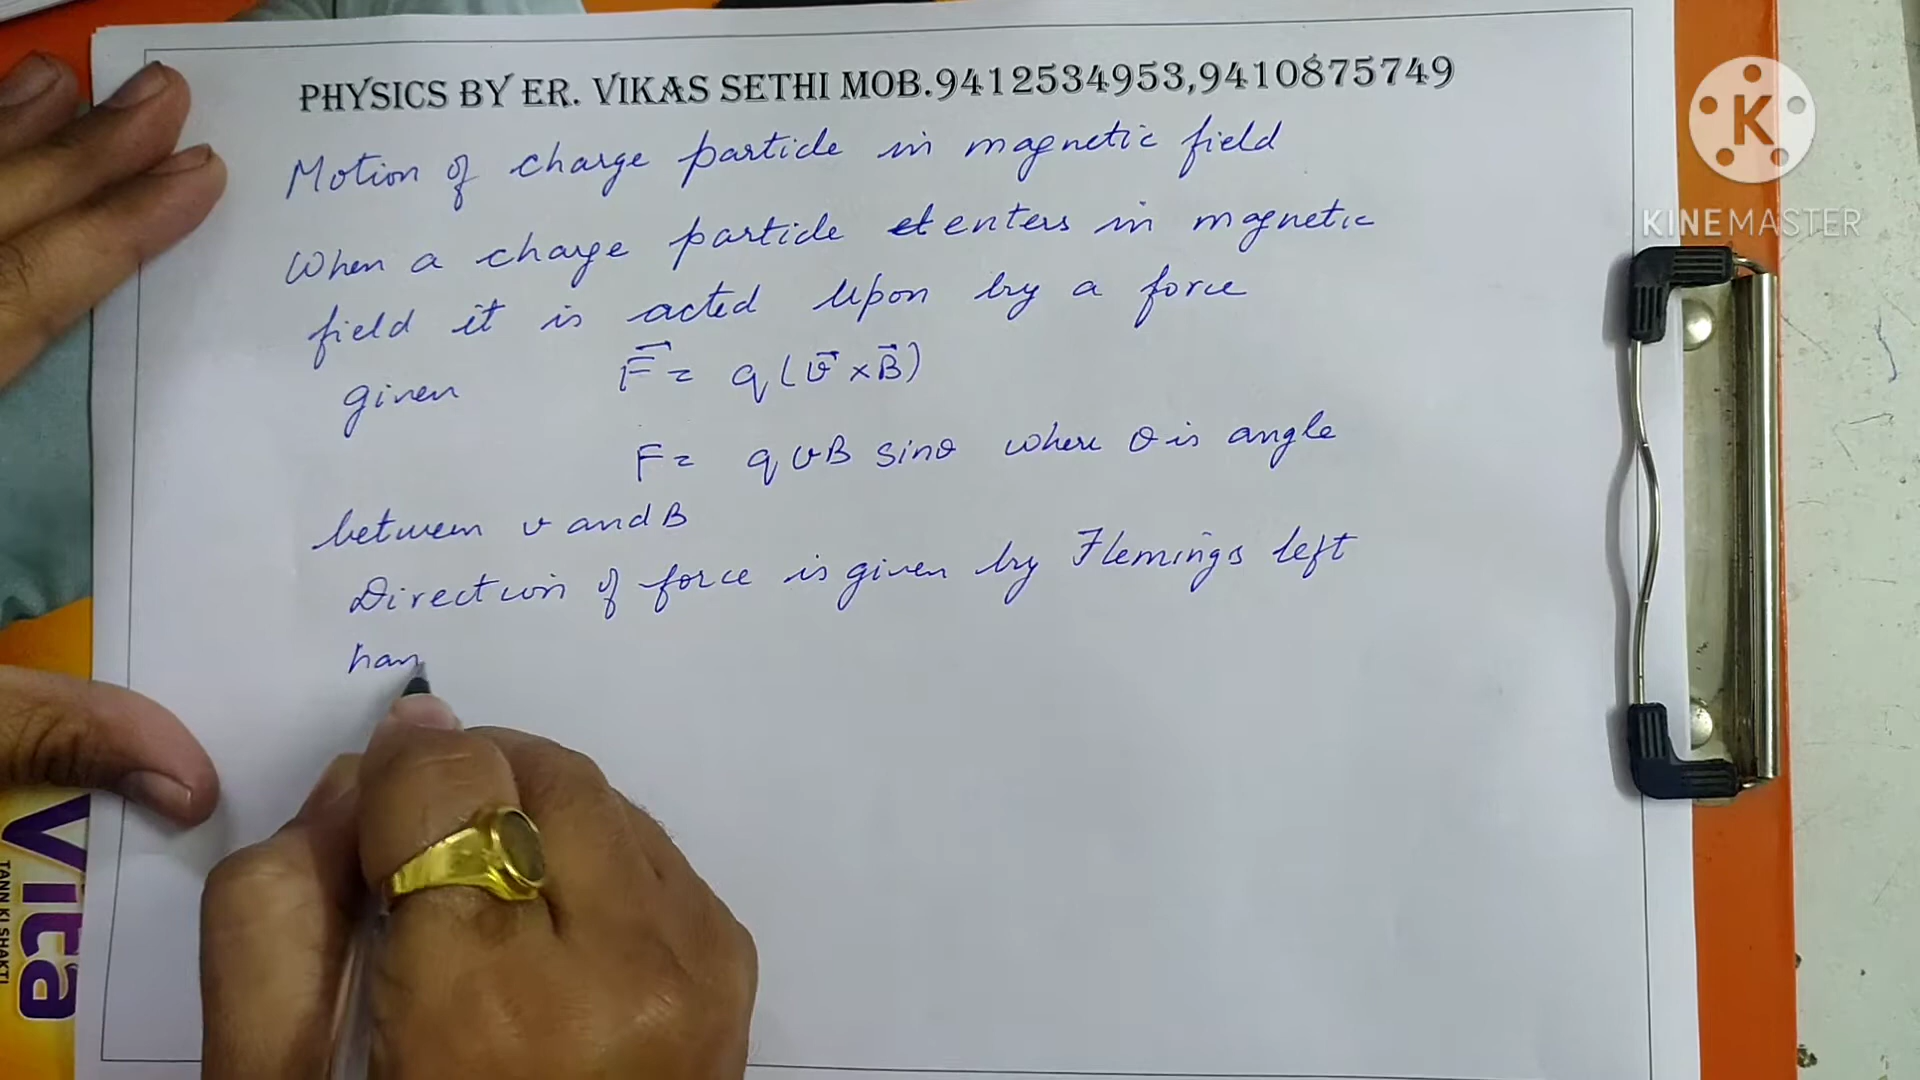 PHYSICS BY ER. VIKAS SETHI MOB.9412534953,9410875749
Motion of charge particle in magnetic field
When a charge particle et enters in magnetic
field it is acted upon by a force
given F⃗ = q(v⃗ × B⃗)
F = qvB sinθ where θ is angle
between v and B
Direction of force is given by Flemings left
han
K
KINEMASTER
Vita
TANN KI SHAKTI